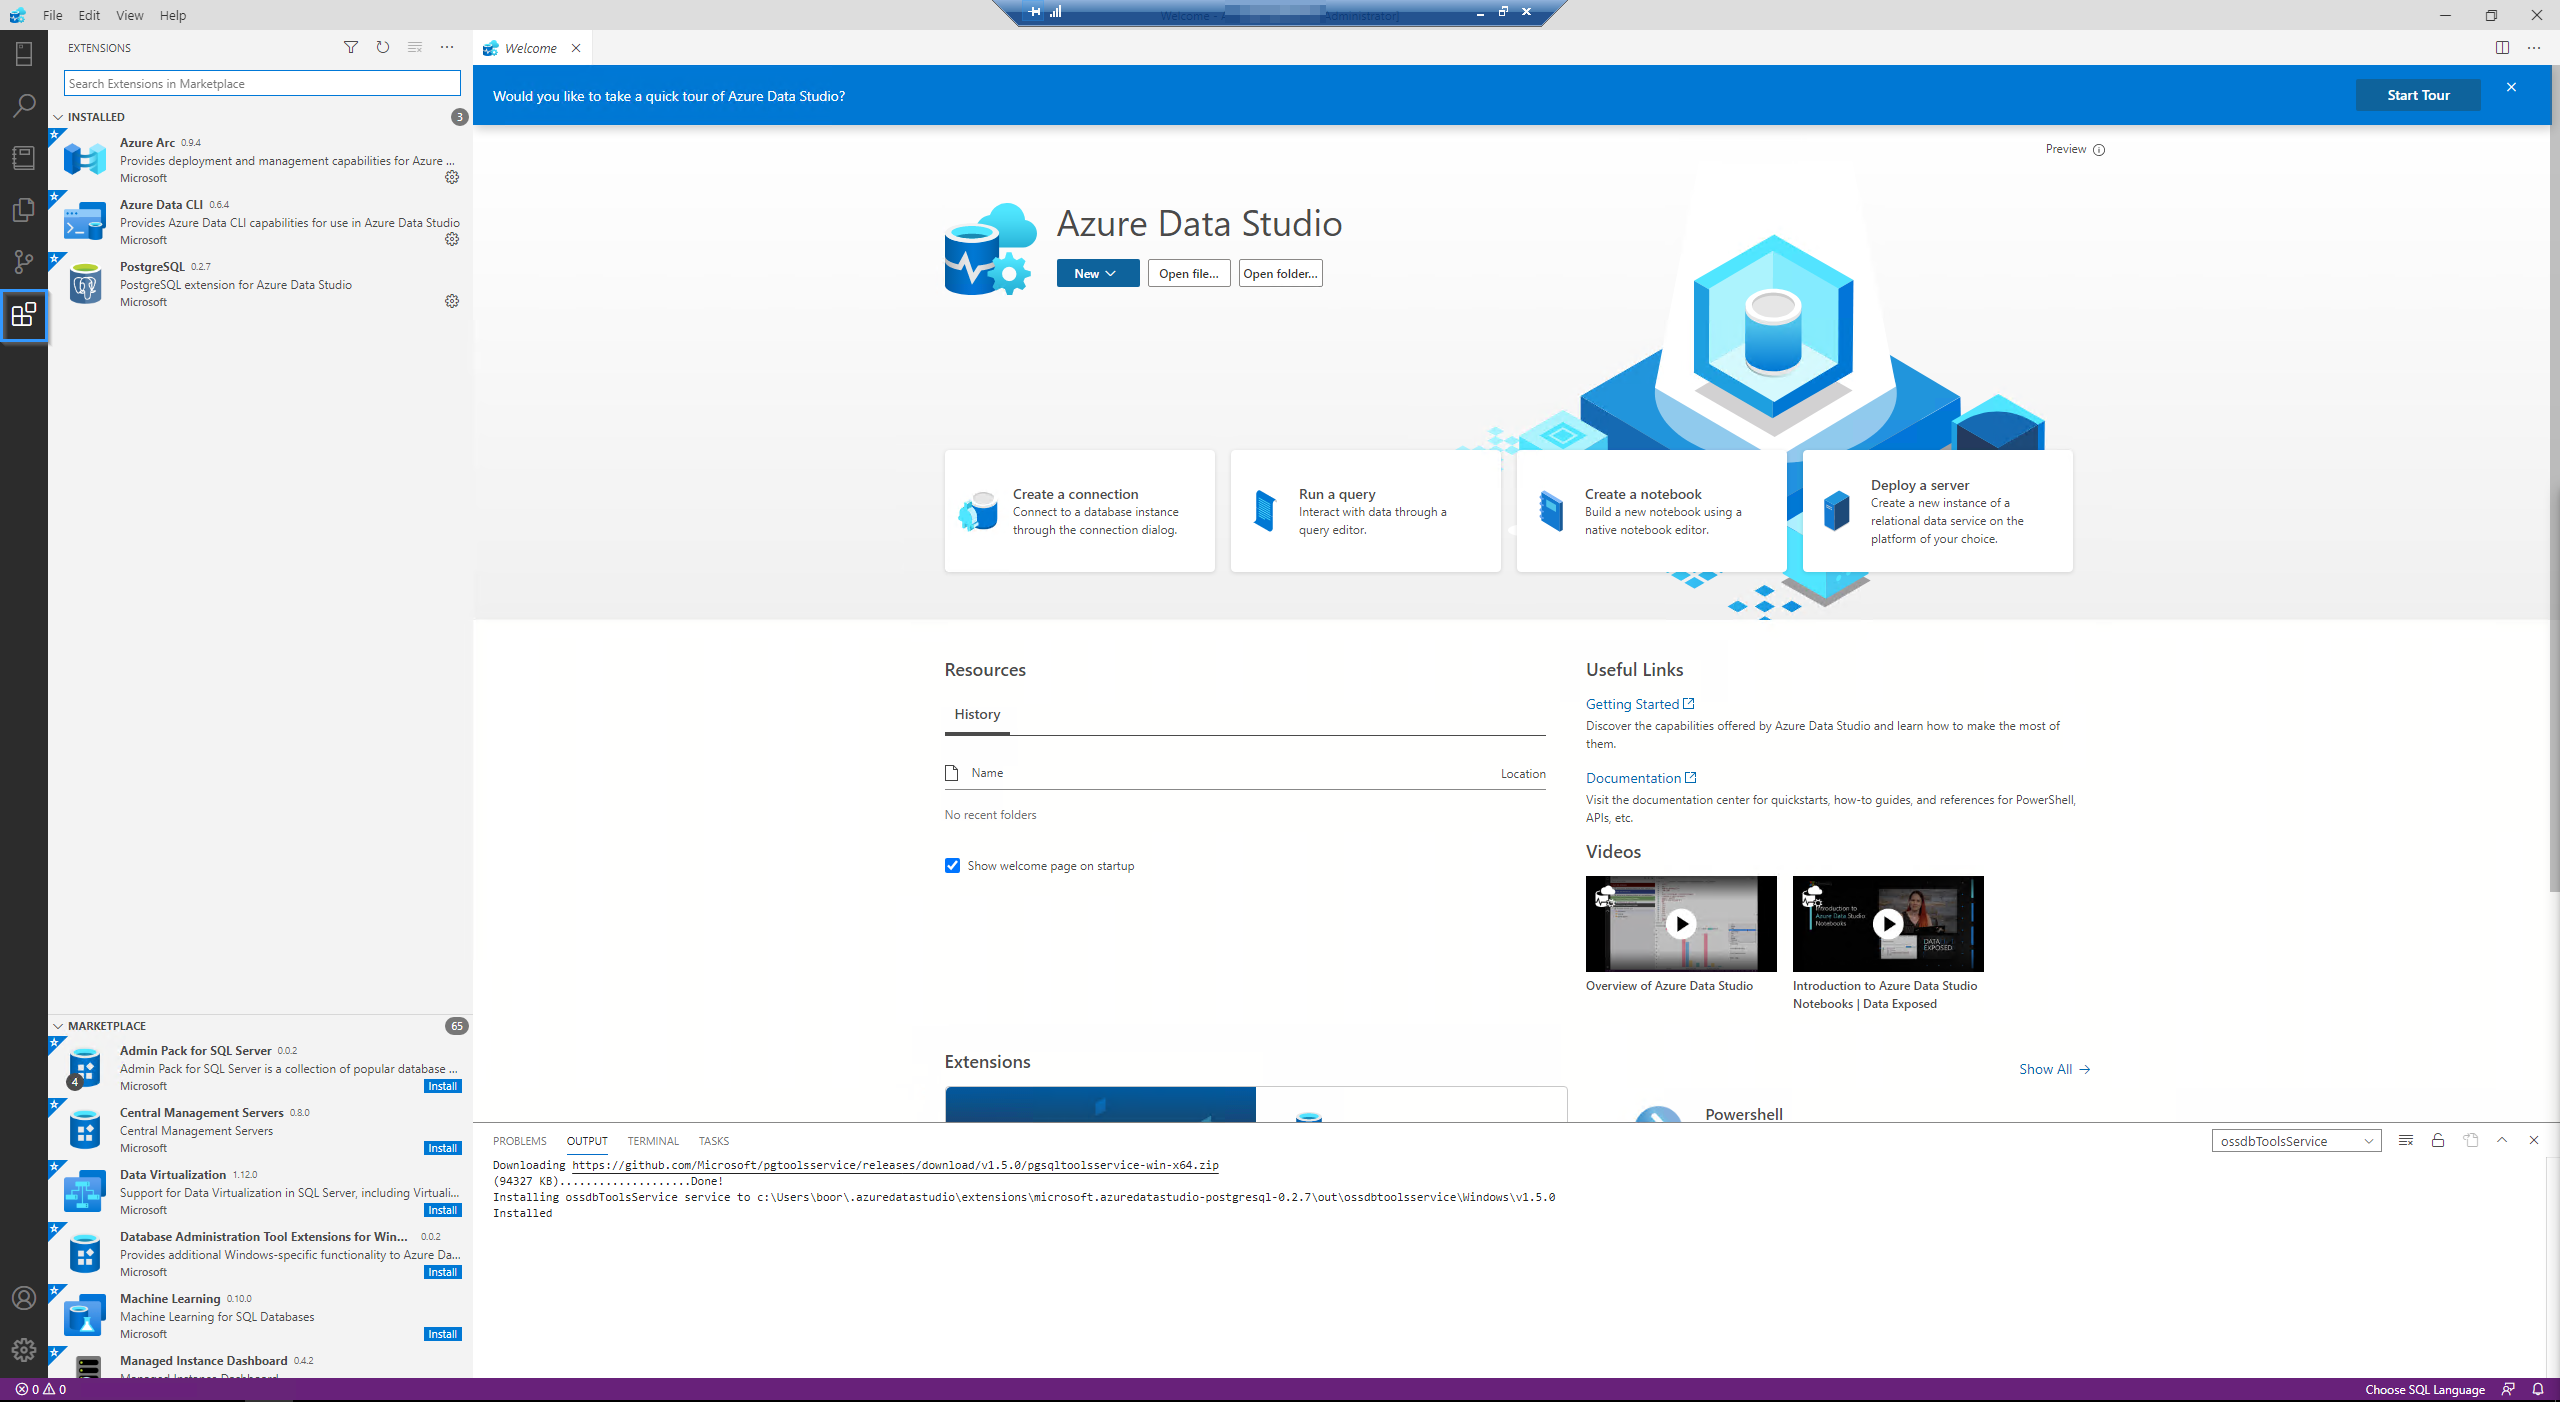 File Edit View Help
Welcome - Administrator]
EXTENSIONS
Search Extensions in Marketplace
INSTALLED 3
Azure Arc 0.9.4
Provides deployment and management capabilities for Azure ...
Microsoft
Azure Data CLI 0.6.4
Provides Azure Data CLI capabilities for use in Azure Data Studio
Microsoft
PostgreSQL 0.2.7
PostgreSQL extension for Azure Data Studio
Microsoft
MARKETPLACE 65
Admin Pack for SQL Server 0.0.2
Admin Pack for SQL Server is a collection of popular database ...
4
Microsoft Install
Central Management Servers 0.8.0
Central Management Servers
Microsoft Install
Data Virtualization 1.12.0
Support for Data Virtualization in SQL Server, including Virtuali...
Microsoft Install
Database Administration Tool Extensions for Win... 0.0.2
Provides additional Windows-specific functionality to Azure Da...
Microsoft Install
Machine Learning 0.10.0
Machine Learning for SQL Databases
Microsoft Install
Managed Instance Dashboard 0.4.2
Managed Instance Dashboard
Welcome
Would you like to take a quick tour of Azure Data Studio? Start Tour
Preview
Azure Data Studio
New Open file... Open folder...
Create a connection
Connect to a database instance
through the connection dialog.
Run a query
Interact with data through a
query editor.
Create a notebook
Build a new notebook using a
native notebook editor.
Deploy a server
Create a new instance of a
relational data service on the
platform of your choice.
Resources
History
Name Location
No recent folders
Show welcome page on startup
Useful Links
Getting Started
Discover the capabilities offered by Azure Data Studio and learn how to make the most of
them.
Documentation
Visit the documentation center for quickstarts, how-to guides, and references for PowerShell,
APIs, etc.
Videos
Introduction to
Azure Data Studio
Notebooks
DATA
EXPOSED
Overview of Azure Data Studio
Introduction to Azure Data Studio
Notebooks | Data Exposed
Extensions
Show All
Powershell
PROBLEMS OUTPUT TERMINAL TASKS ossdbToolsService
Downloading https://github.com/Microsoft/pgtoolsservice/releases/download/v1.5.0/pgsqltoolsservice-win-x64.zip
(94327 KB)....................Done!
Installing ossdbToolsService service to c:\Users\boor\.azuredatastudio\extensions\microsoft.azuredatastudio-postgresql-0.2.7\out\ossdbtoolsservice\Windows\v1.5.0
Installed
0 0
Choose SQL Language